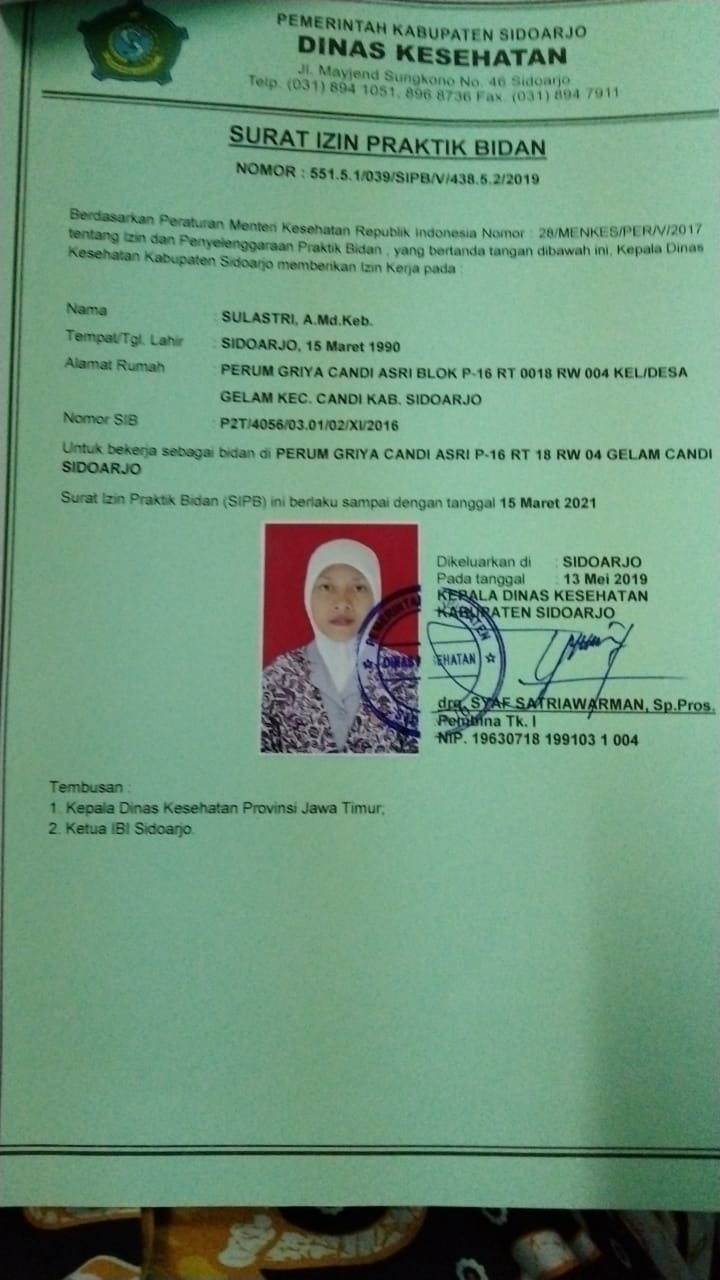 PEMERINTAH KABUPATEN SIDOARJO
DINAS KESEHATAN
Jl. Mayjend Sungkono No. 46 Sidoarjo
Telp. (031) 894 1051, 896 8736 Fax. (031) 894 7911
SURAT IZIN PRAKTIK BIDAN
NOMOR : 551.5.1/039/SIPB/V/438.5.2/2019
Berdasarkan Peraturan Menteri Kesehatan Republik Indonesia Nomor : 28/MENKES/PER/V/2017
tentang Izin dan Penyelenggaraan Praktik Bidan , yang bertanda tangan dibawah ini, Kepala Dinas
Kesehatan Kabupaten Sidoarjo memberikan Izin Kerja pada :
Nama : SULASTRI, A.Md.Keb.
Tempat/Tgl. Lahir : SIDOARJO, 15 Maret 1990
Alamat Rumah : PERUM GRIYA CANDI ASRI BLOK P-16 RT 0018 RW 004 KEL/DESA
GELAM KEC. CANDI KAB. SIDOARJO
Nomor SIB : P2T/4056/03.01/02/XI/2016
Untuk bekerja sebagai bidan di PERUM GRIYA CANDI ASRI P-16 RT 18 RW 04 GELAM CANDI
SIDOARJO
Surat Izin Praktik Bidan (SIPB) ini berlaku sampai dengan tanggal 15 Maret 2021
Dikeluarkan di : SIDOARJO
Pada tanggal : 13 Mei 2019
KEPALA DINAS KESEHATAN
KABUPATEN SIDOARJO
drg. SYAF SATRIAWARMAN, Sp.Pros.
Pembina Tk. I
NIP. 19630718 199103 1 004
Tembusan :
1. Kepala Dinas Kesehatan Provinsi Jawa Timur;
2. Ketua IBI Sidoarjo.